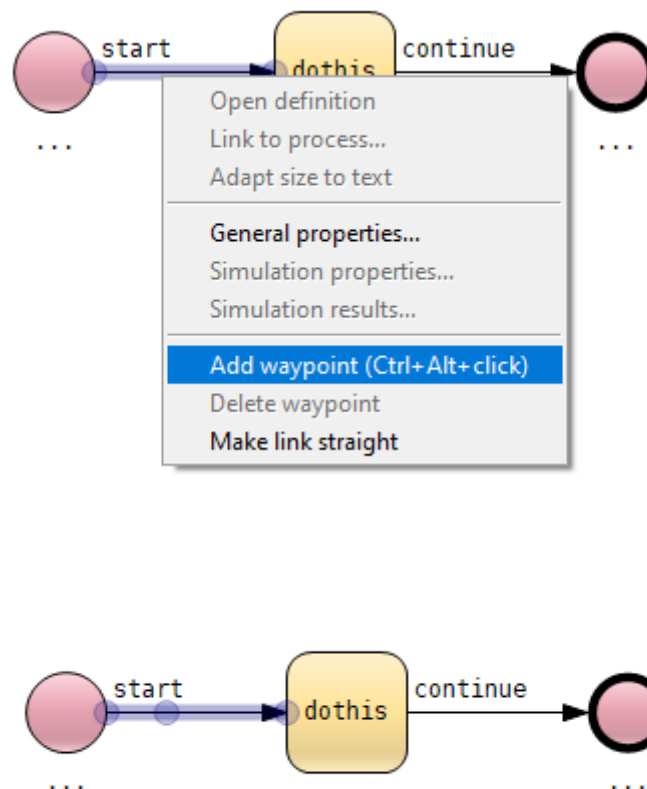 start
continue
dothis
...
...
Open definition
Link to process...
Adapt size to text
General properties...
Simulation properties...
Simulation results...
Add waypoint (Ctrl+Alt+click)
Delete waypoint
Make link straight
start
continue
dothis
...
...